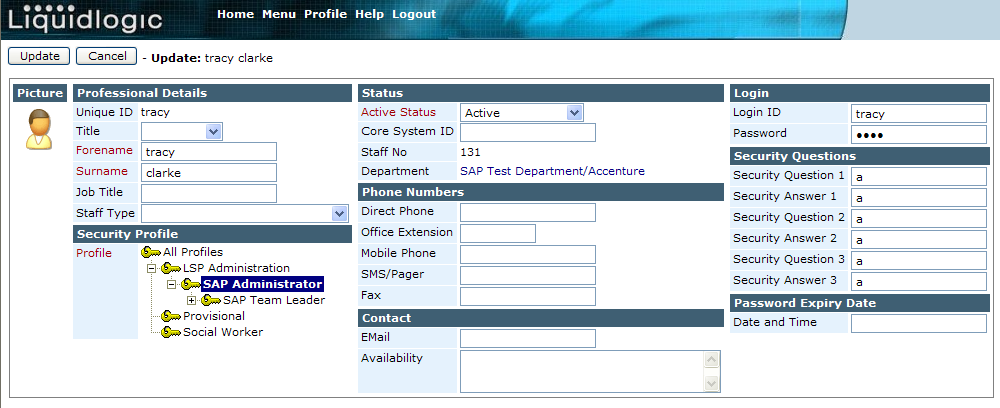 Liquidlogic
Home Menu Profile Help Logout
Update Cancel - Update: tracy clarke
Picture
Professional Details
Unique ID tracy
Title
Forename tracy
Surname clarke
Job Title
Staff Type
Security Profile
Profile
All Profiles
LSP Administration
SAP Administrator
SAP Team Leader
Provisional
Social Worker
Status
Active Status Active
Core System ID
Staff No 131
Department SAP Test Department/Accenture
Phone Numbers
Direct Phone
Office Extension
Mobile Phone
SMS/Pager
Fax
Contact
EMail
Availability
Login
Login ID tracy
Password ••••
Security Questions
Security Question 1 a
Security Answer 1 a
Security Question 2 a
Security Answer 2 a
Security Question 3 a
Security Answer 3 a
Password Expiry Date
Date and Time